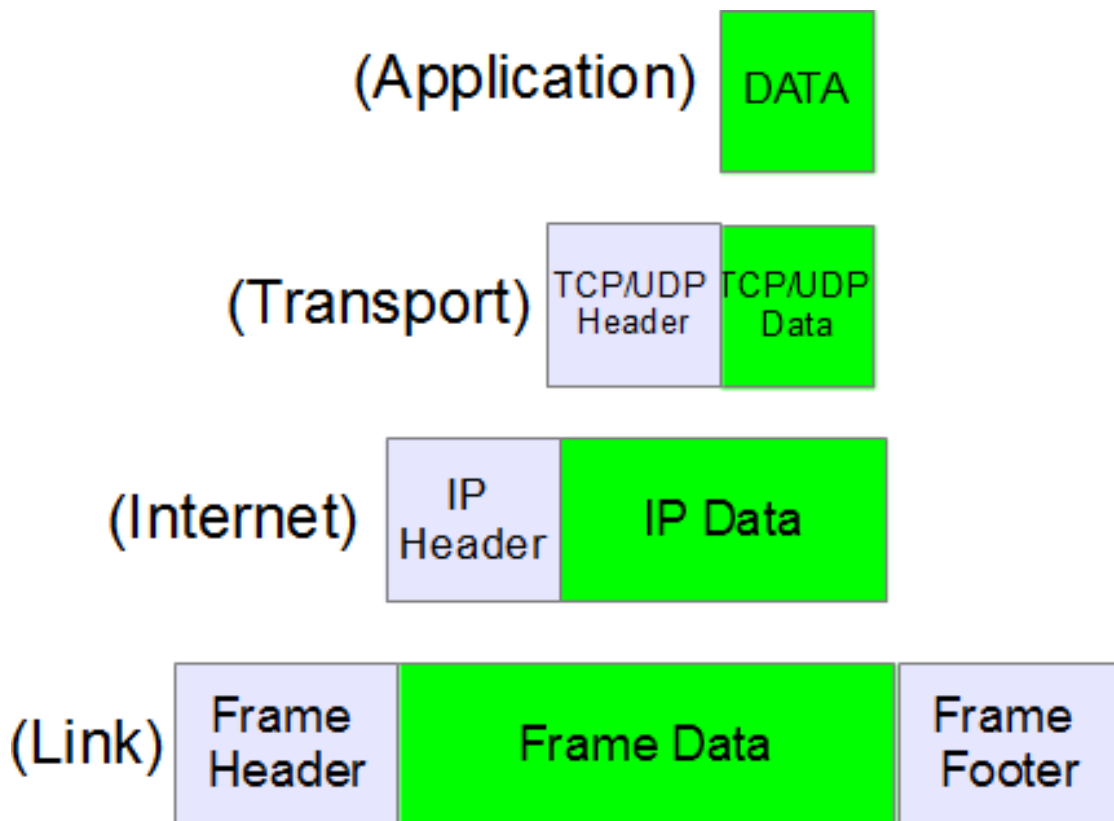 (Application)
DATA
(Transport)
TCP/UDP
Header
TCP/UDP
Data
(Internet)
IP
Header
IP Data
(Link)
Frame
Header
Frame Data
Frame
Footer